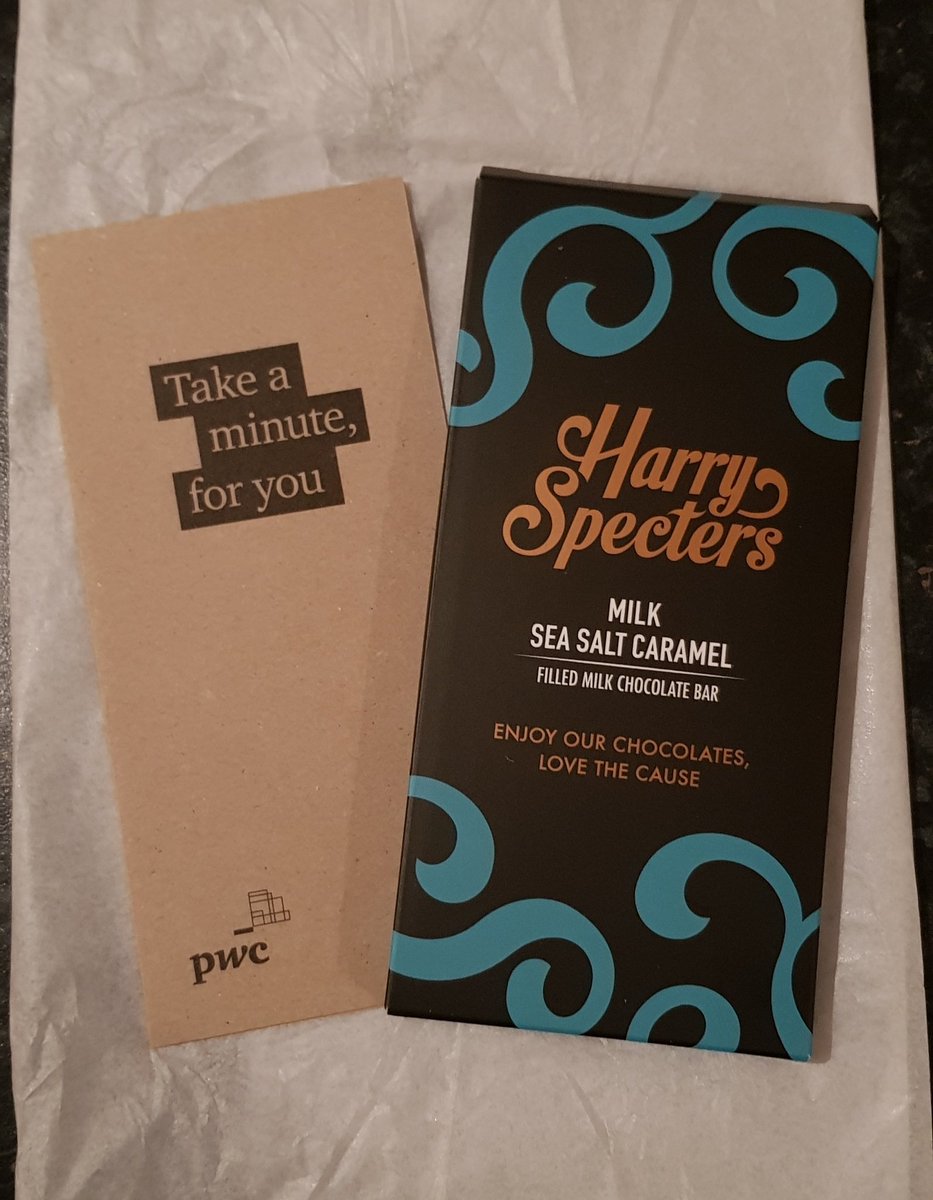 Take a
minute,
for you
pwc
Harry
Specters
MILK
SEA SALT CARAMEL
FILLED MILK CHOCOLATE BAR
ENJOY OUR CHOCOLATES,
LOVE THE CAUSE